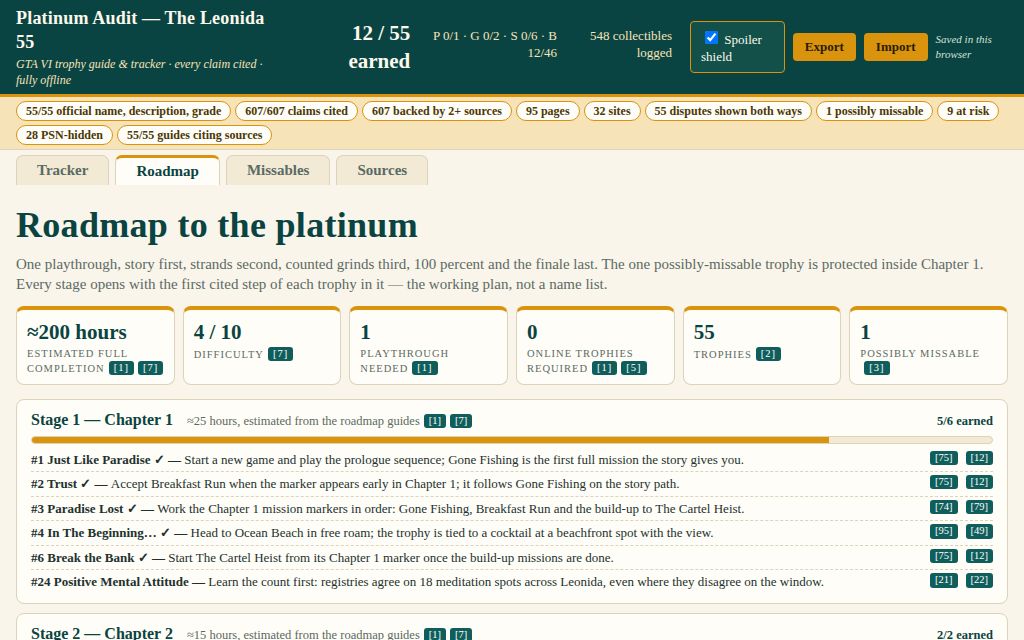 Platinum Audit — The Leonida
55
GTA VI trophy guide & tracker · every claim cited ·
fully offline
12 / 55
earned
P 0/1 · G 0/2 · S 0/6 · B
12/46
548 collectibles
logged
Spoiler
shield
Export
Import
Saved in this
browser
55/55 official name, description, grade
607/607 claims cited
607 backed by 2+ sources
95 pages
32 sites
55 disputes shown both ways
1 possibly missable
9 at risk
28 PSN-hidden
55/55 guides citing sources
Tracker
Roadmap
Missables
Sources
Roadmap to the platinum
One playthrough, story first, strands second, counted grinds third, 100 percent and the finale last. The one possibly-missable trophy is protected inside Chapter 1.
Every stage opens with the first cited step of each trophy in it — the working plan, not a name list.
≈200 hours
ESTIMATED FULL
COMPLETION [1] [7]
4 / 10
DIFFICULTY [7]
1
PLAYTHROUGH
NEEDED [1]
0
ONLINE TROPHIES
REQUIRED [1] [5]
55
TROPHIES [2]
1
POSSIBLY MISSABLE
[3]
Stage 1 — Chapter 1 ≈25 hours, estimated from the roadmap guides [1] [7] 5/6 earned
#1 Just Like Paradise ✓ — Start a new game and play the prologue sequence; Gone Fishing is the first full mission the story gives you. [75] [12]
#2 Trust ✓ — Accept Breakfast Run when the marker appears early in Chapter 1; it follows Gone Fishing on the story path. [75] [12]
#3 Paradise Lost ✓ — Work the Chapter 1 mission markers in order: Gone Fishing, Breakfast Run and the build-up to The Cartel Heist. [74] [79]
#4 In The Beginning… ✓ — Head to Ocean Beach in free roam; the trophy is tied to a cocktail at a beachfront spot with the view. [95] [49]
#6 Break the Bank ✓ — Start The Cartel Heist from its Chapter 1 marker once the build-up missions are done. [75] [12]
#24 Positive Mental Attitude — Learn the count first: registries agree on 18 meditation spots across Leonida, even where they disagree on the window. [21] [22]
Stage 2 — Chapter 2 ≈15 hours, estimated from the roadmap guides [1] [7] 2/2 earned